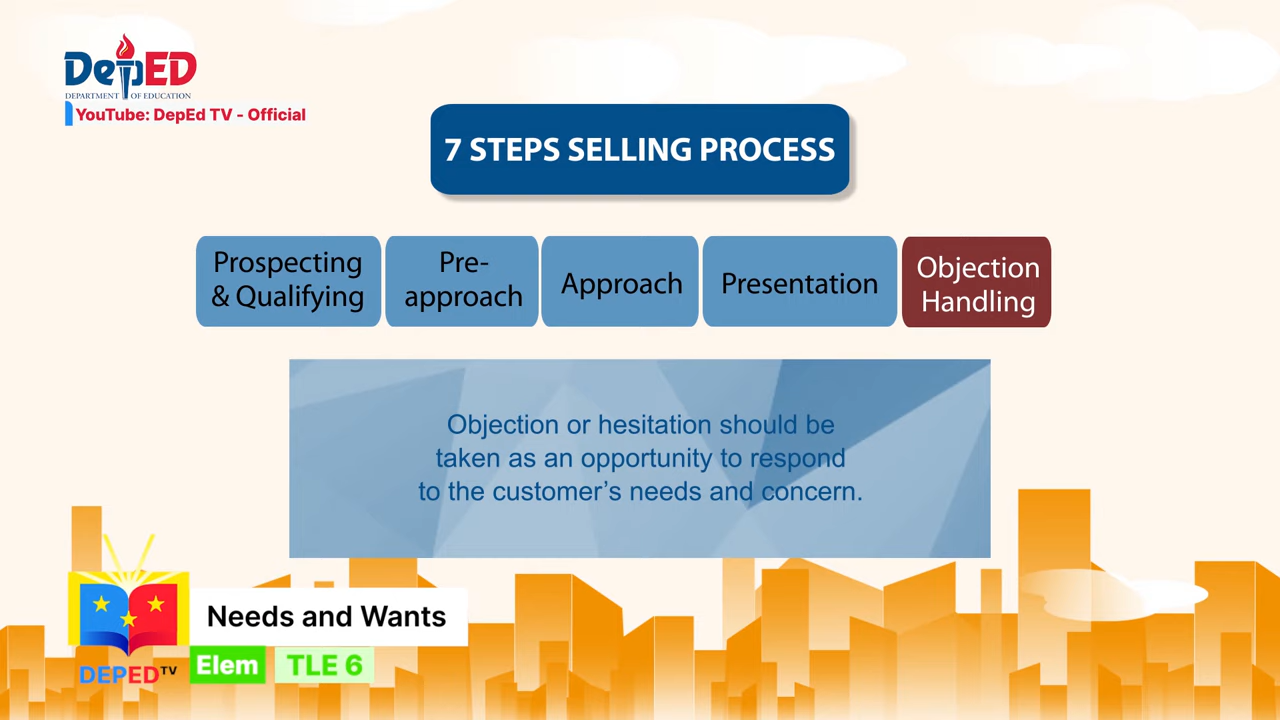 DepED
DEPARTMENT OF EDUCATION
YouTube: DepEd TV - Official
7 STEPS SELLING PROCESS
Prospecting
& Qualifying
Pre-
approach
Approach
Presentation
Objection
Handling
Objection or hesitation should be
taken as an opportunity to respond
to the customer’s needs and concern.
Needs and Wants
DEPED TV
Elem
TLE 6